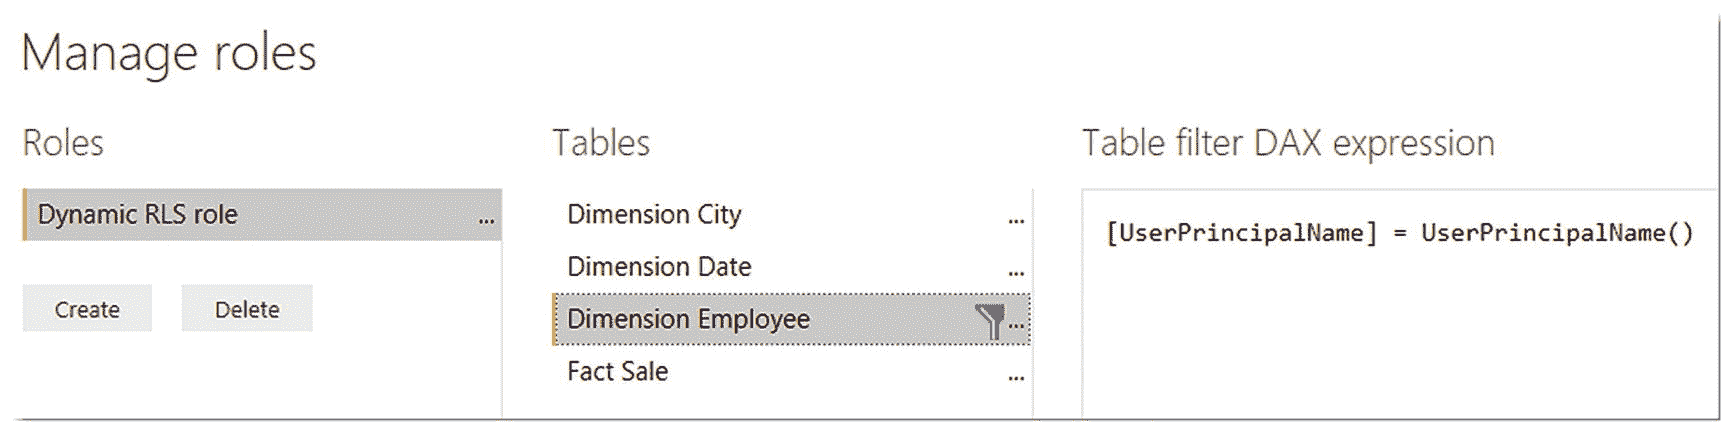 Manage roles
Roles
Tables
Table filter DAX expression
Dynamic RLS role ...
Create
Delete
Dimension City ...
Dimension Date ...
Dimension Employee ...
Fact Sale ...
[UserPrincipalName] = UserPrincipalName()